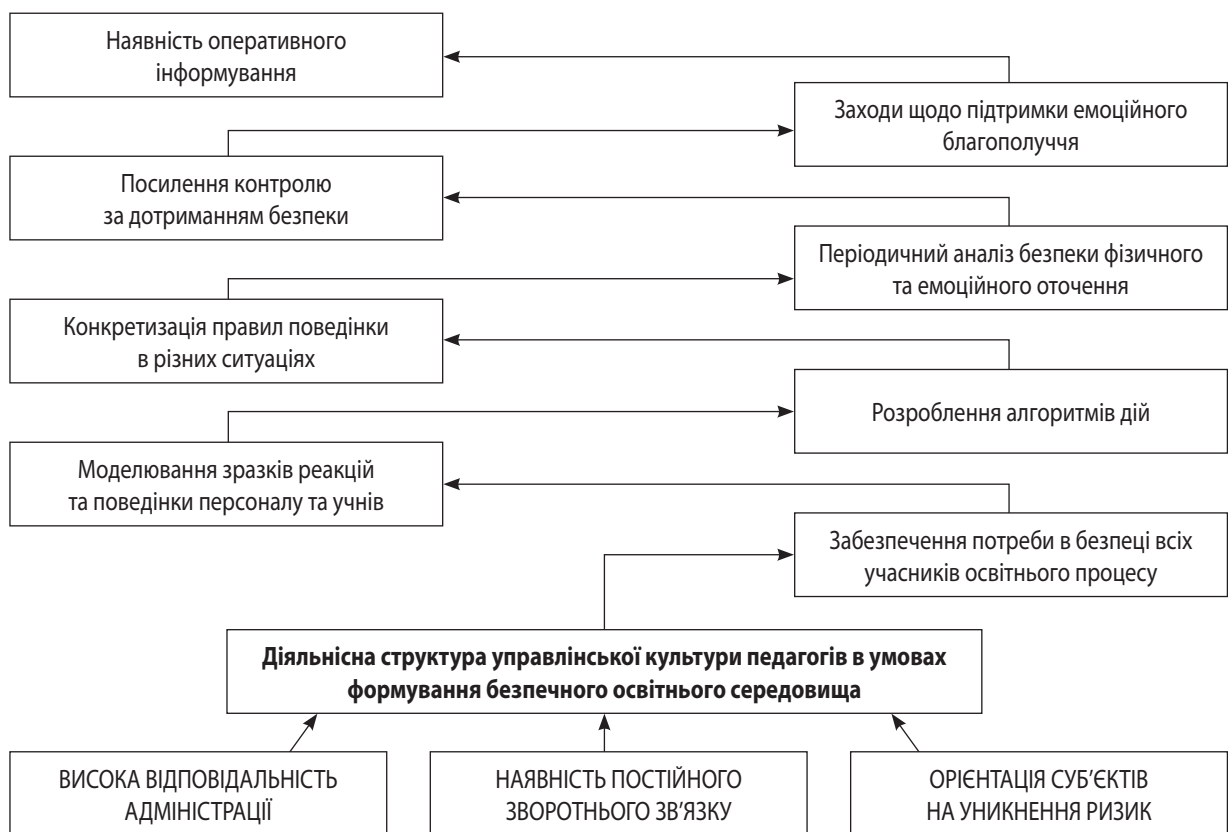 Наявність оперативного
інформування
Заходи щодо підтримки емоційного
благополуччя
Посилення контролю
за дотриманням безпеки
Періодичний аналіз безпеки фізичного
та емоційного оточення
Конкретизація правил поведінки
в різних ситуаціях
Розроблення алгоритмів дій
Моделювання зразків реакцій
та поведінки персоналу та учнів
Забезпечення потреби в безпеці всіх
учасників освітнього процесу
Діяльнісна структура управлінської культури педагогів в умовах
формування безпечного освітнього середовища
ВИСОКА ВІДПОВІДАЛЬНІСТЬ
АДМІНІСТРАЦІЇ
НАЯВНІСТЬ ПОСТІЙНОГО
ЗВОРОТНЬОГО ЗВ’ЯЗКУ
ОРІЄНТАЦІЯ СУБ’ЄКТІВ
НА УНИКНЕННЯ РИЗИК